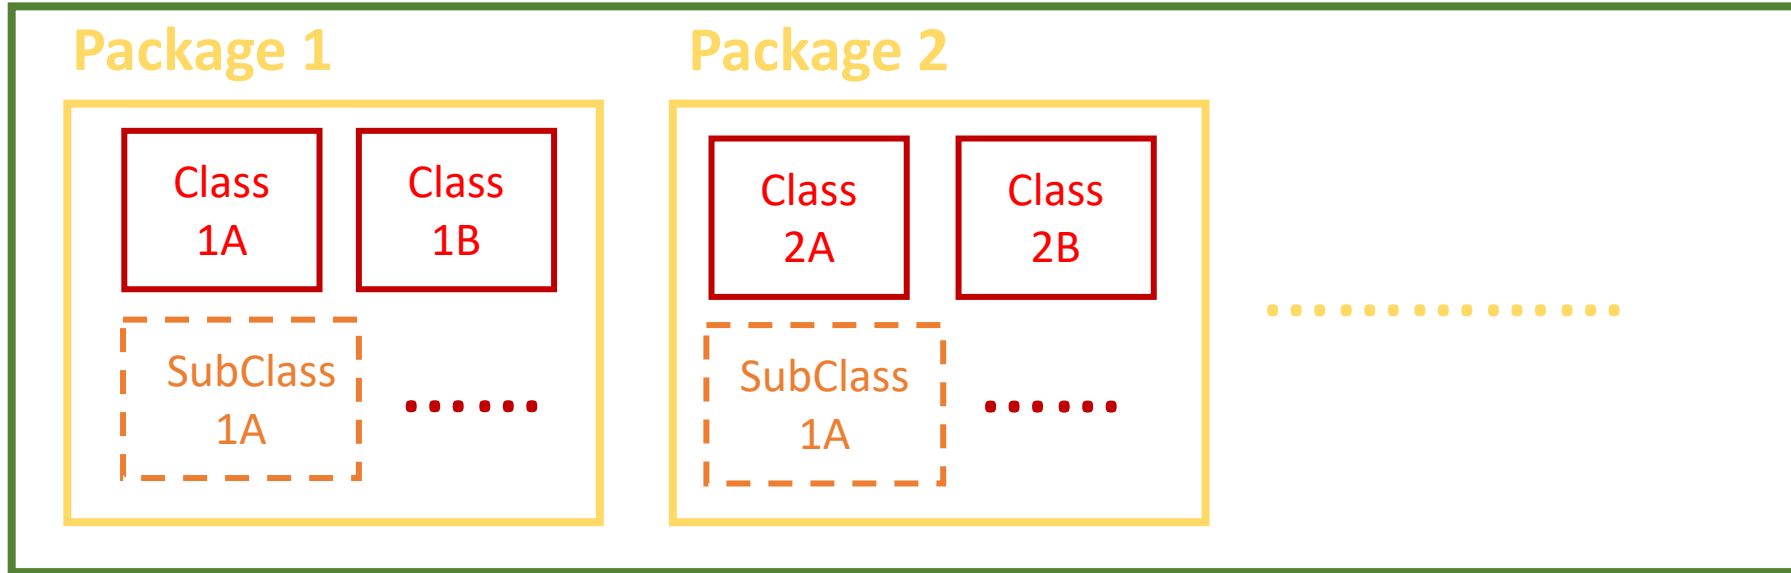 Package 1
Class
1A
Class
1B
SubClass
1A
......
Package 2
Class
2A
Class
2B
SubClass
1A
......
...............